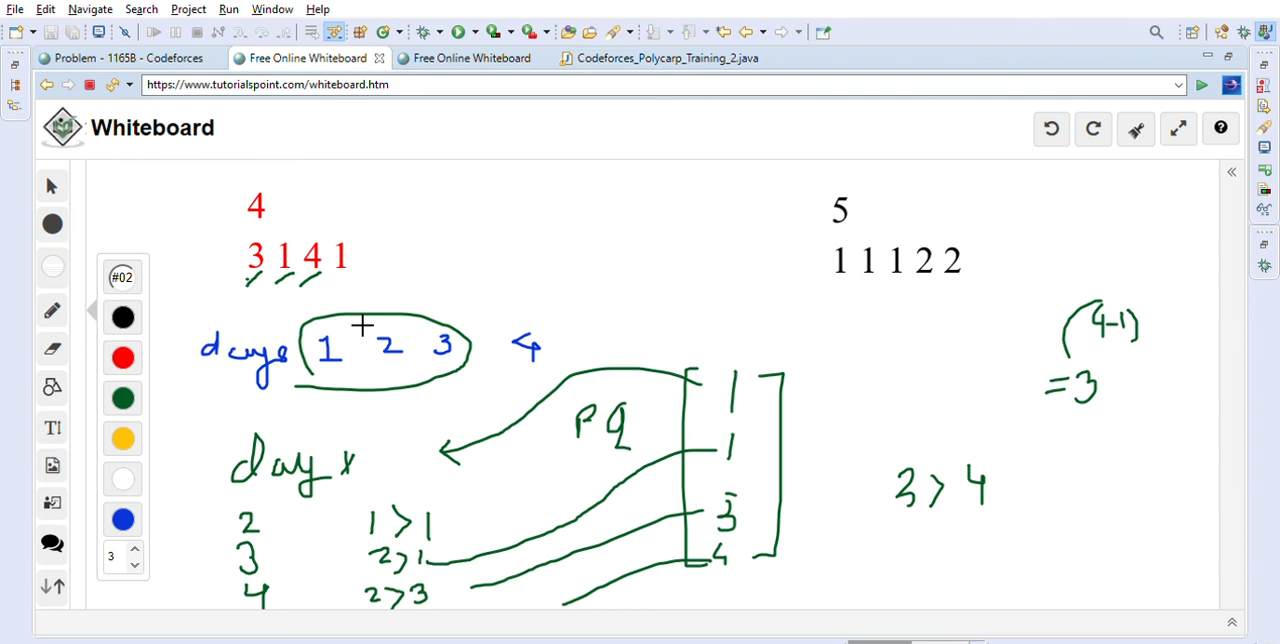 File Edit Navigate Search Project Run Window Help
Problem - 1165B - Codeforces Free Online Whiteboard Free Online Whiteboard Codeforces_Polycarp_Training_2.java
https://www.tutorialspoint.com/whiteboard.htm
Whiteboard
4
3 1 4 1
5
1 1 1 2 2
#02
days 1 2 3 4
(4-1)
= 3
PQ
1
1
3
4
day x
3 > 4
2 1 > 1
3 2 > 1
4 2 > 3
T
3